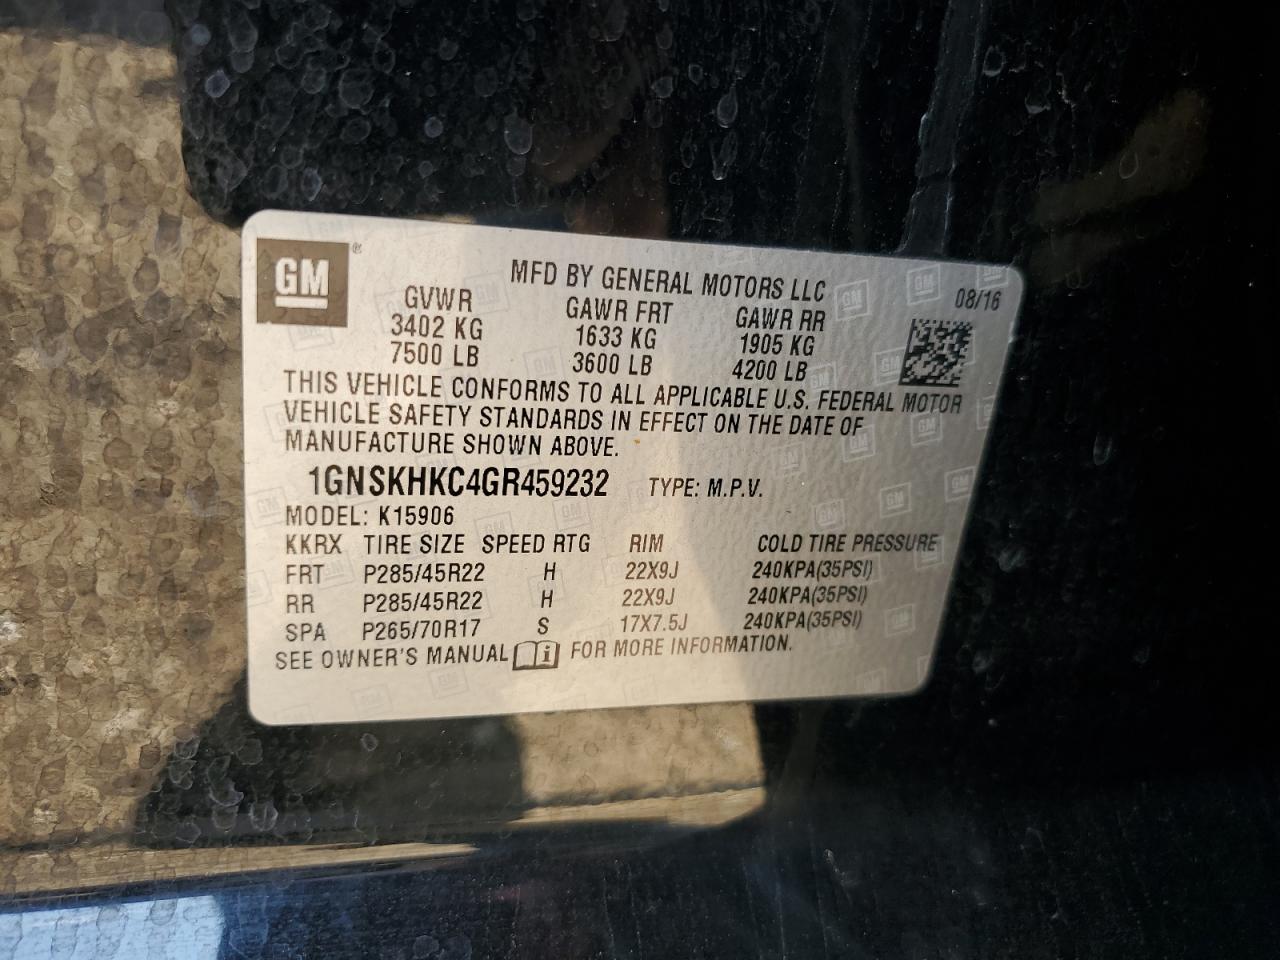 GM ®
MFD BY GENERAL MOTORS LLC
08/16
GVWR GAWR FRT GAWR RR
3402 KG 1633 KG 1905 KG
7500 LB 3600 LB 4200 LB
THIS VEHICLE CONFORMS TO ALL APPLICABLE U.S. FEDERAL MOTOR
VEHICLE SAFETY STANDARDS IN EFFECT ON THE DATE OF
MANUFACTURE SHOWN ABOVE.
1GNSKHKC4GR459232 TYPE: M.P.V.
MODEL: K15906
KKRX TIRE SIZE SPEED RTG RIM COLD TIRE PRESSURE
FRT P285/45R22 H 22X9J 240KPA(35PSI)
RR P285/45R22 H 22X9J 240KPA(35PSI)
SPA P265/70R17 S 17X7.5J 240KPA(35PSI)
SEE OWNER'S MANUAL i FOR MORE INFORMATION.